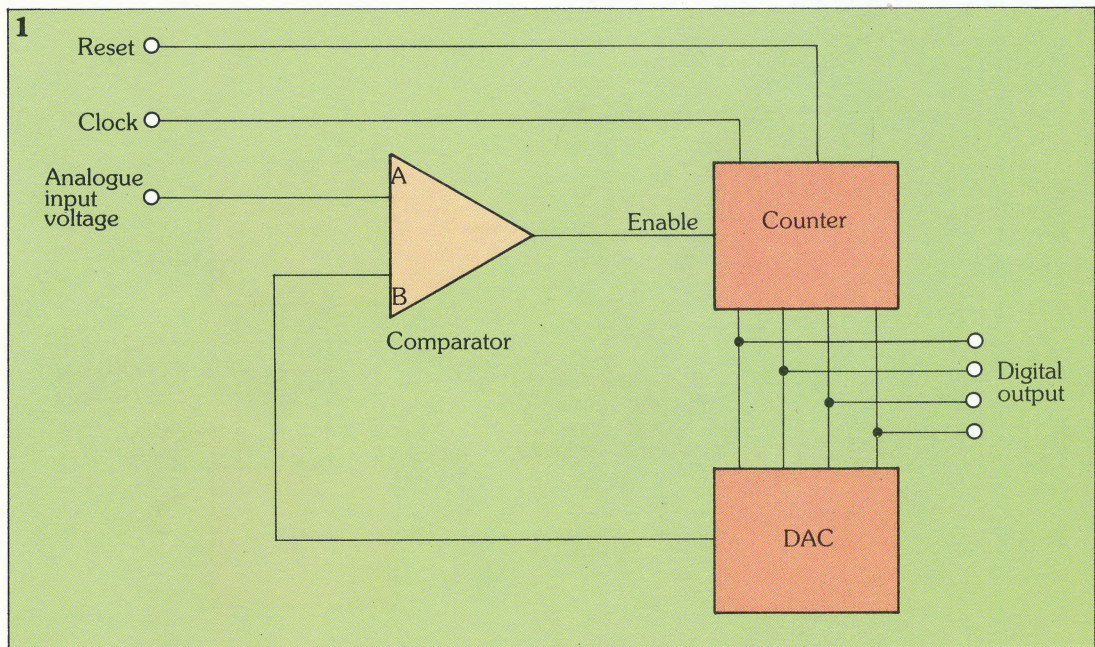 1
Reset
Clock
Analogue
input
voltage
A
B
Comparator
Enable
Counter
Digital
output
DAC